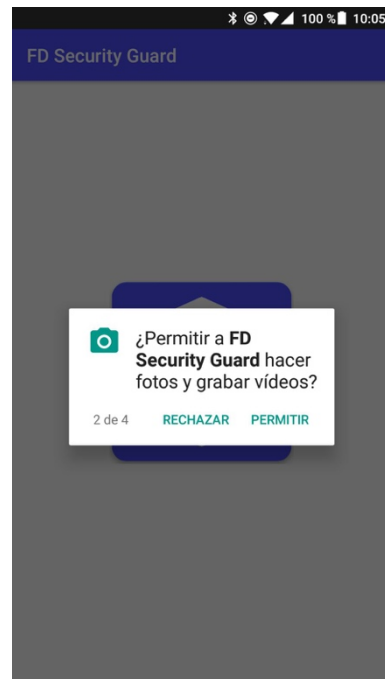 100 % 10:05
FD Security Guard
¿Permitir a FD
Security Guard hacer
fotos y grabar vídeos?
2 de 4 RECHAZAR PERMITIR